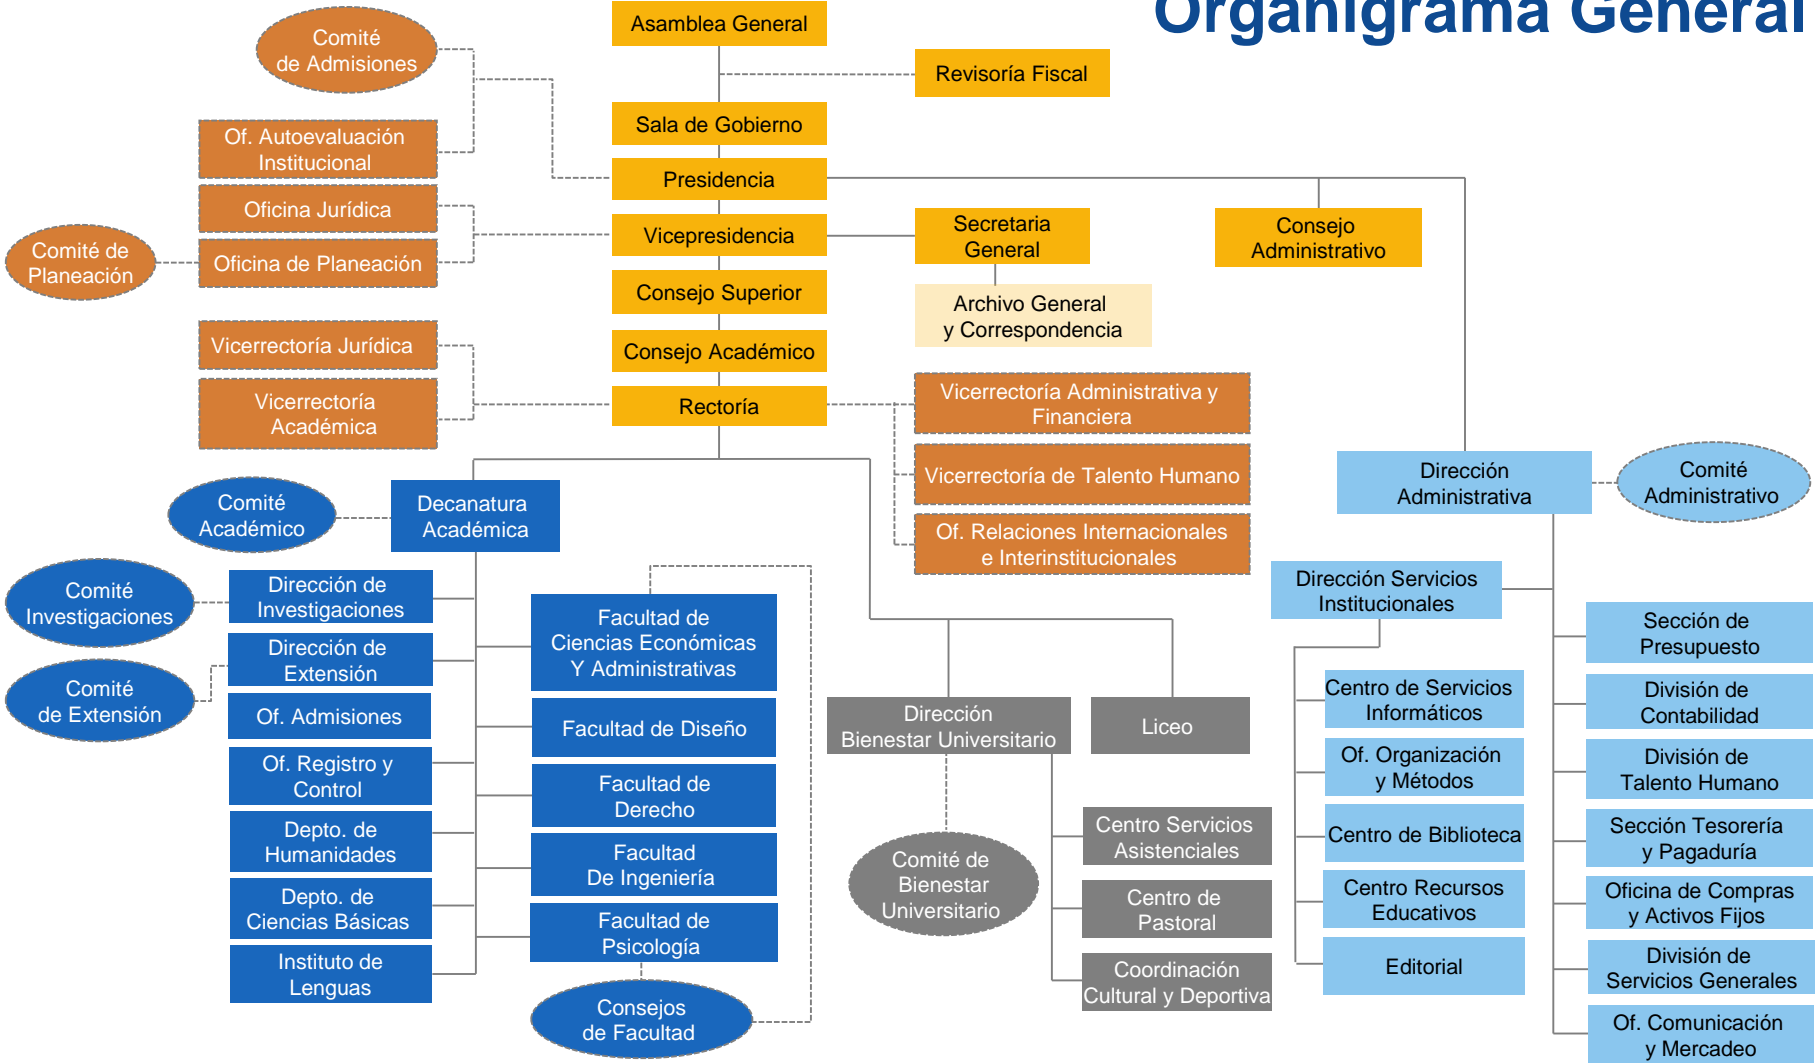 Organigrama General
Comité
de Admisiones
Asamblea General
Revisoría Fiscal
Sala de Gobierno
Of. Autoevaluación
Institucional
Presidencia
Oficina Jurídica
Vicepresidencia
Secretaria
General
Consejo
Administrativo
Comité de
Planeación
Oficina de Planeación
Consejo Superior
Archivo General
y Correspondencia
Vicerrectoría Jurídica
Consejo Académico
Vicerrectoría
Académica
Rectoría
Vicerrectoría Administrativa y
Financiera
Vicerrectoría de Talento Humano
Of. Relaciones Internacionales
e Interinstitucionales
Dirección
Administrativa
Comité
Administrativo
Comité
Académico
Decanatura
Académica
Comité
Investigaciones
Dirección de
Investigaciones
Comité
de Extensión
Dirección de
Extensión
Of. Admisiones
Of. Registro y
Control
Depto. de
Humanidades
Depto. de
Ciencias Básicas
Instituto de
Lenguas
Facultad de
Ciencias Económicas
Y Administrativas
Facultad de Diseño
Facultad de
Derecho
Facultad
De Ingeniería
Facultad de
Psicología
Consejos
de Facultad
Dirección
Bienestar Universitario
Liceo
Comité de
Bienestar
Universitario
Centro Servicios
Asistenciales
Centro de
Pastoral
Coordinación
Cultural y Deportiva
Dirección Servicios
Institucionales
Centro de Servicios
Informáticos
Of. Organización
y Métodos
Centro de Biblioteca
Centro Recursos
Educativos
Editorial
Sección de
Presupuesto
División de
Contabilidad
División de
Talento Humano
Sección Tesorería
y Pagaduría
Oficina de Compras
y Activos Fijos
División de
Servicios Generales
Of. Comunicación
y Mercadeo